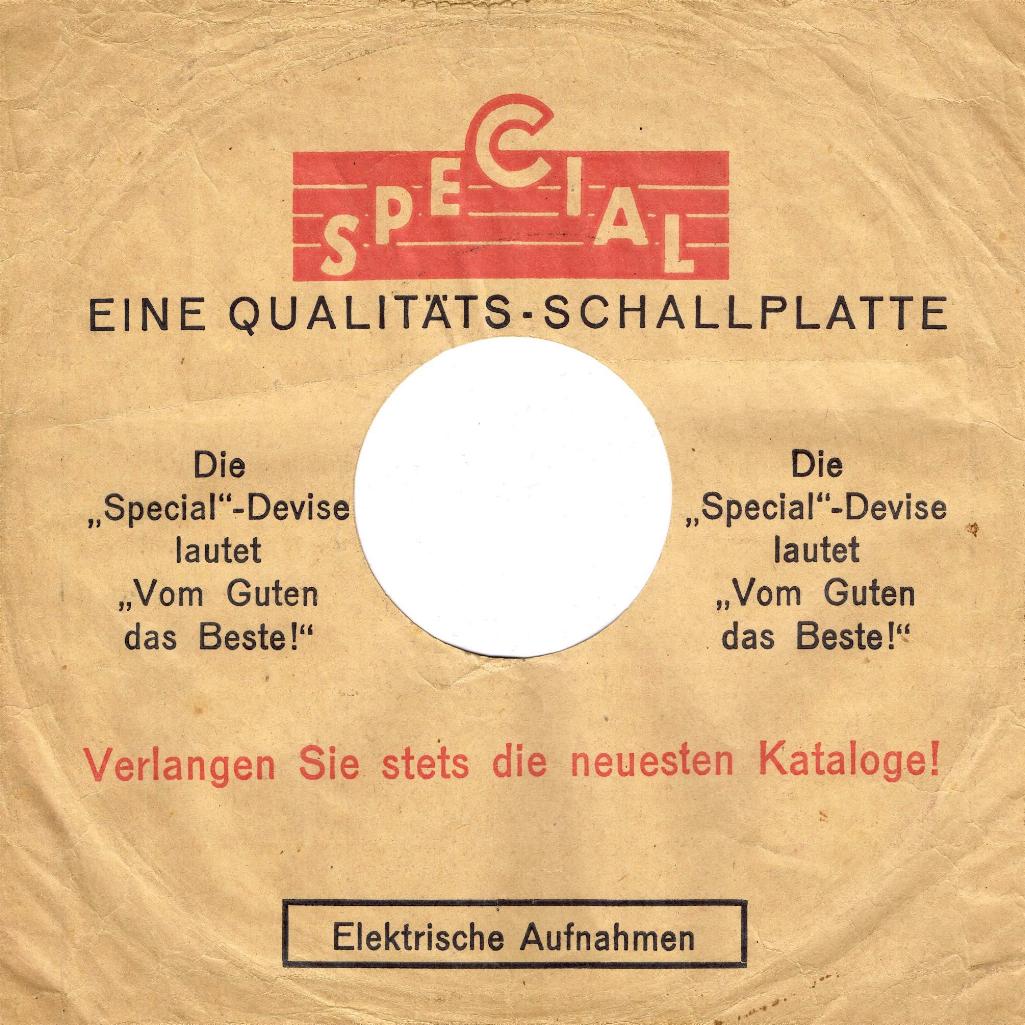 SPECIAL
EINE QUALITÄTS-SCHALLPLATTE
Die
„Special“-Devise
lautet
„Vom Guten
das Beste!“
Die
„Special“-Devise
lautet
„Vom Guten
das Beste!“
Verlangen Sie stets die neuesten Kataloge!
Elektrische Aufnahmen